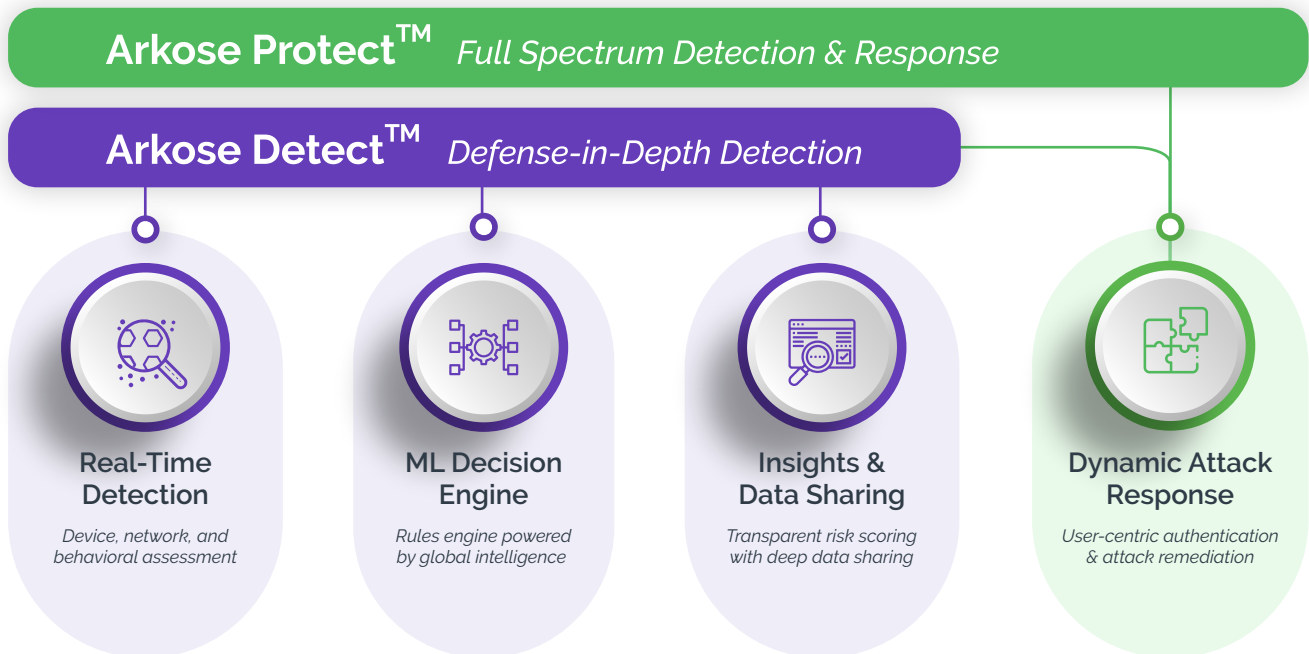 Arkose Protect™ Full Spectrum Detection & Response
Arkose Detect™ Defense-in-Depth Detection
Real-Time
Detection
Device, network, and
behavioral assessment
ML Decision
Engine
Rules engine powered
by global intelligence
Insights &
Data Sharing
Transparent risk scoring
with deep data sharing
Dynamic Attack
Response
User-centric authentication
& attack remediation